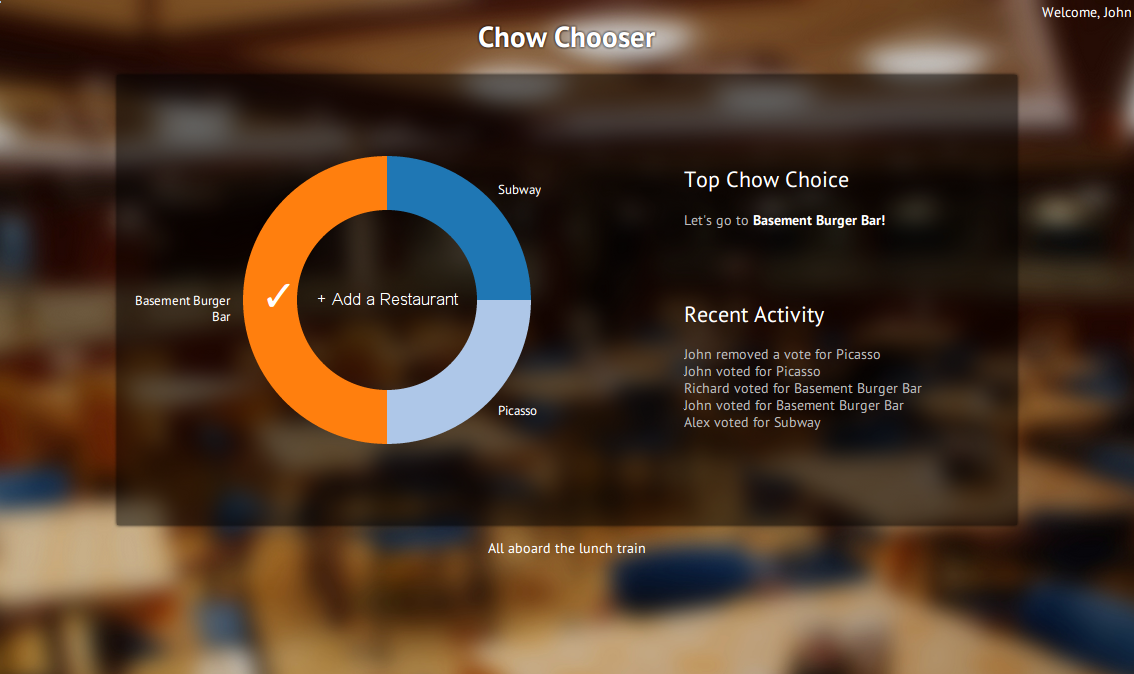 Welcome, John
Chow Chooser
Subway
Basement Burger
Bar
✓
+ Add a Restaurant
Picasso
Top Chow Choice
Let's go to Basement Burger Bar!
Recent Activity
John removed a vote for Picasso
John voted for Picasso
Richard voted for Basement Burger Bar
John voted for Basement Burger Bar
Alex voted for Subway
All aboard the lunch train